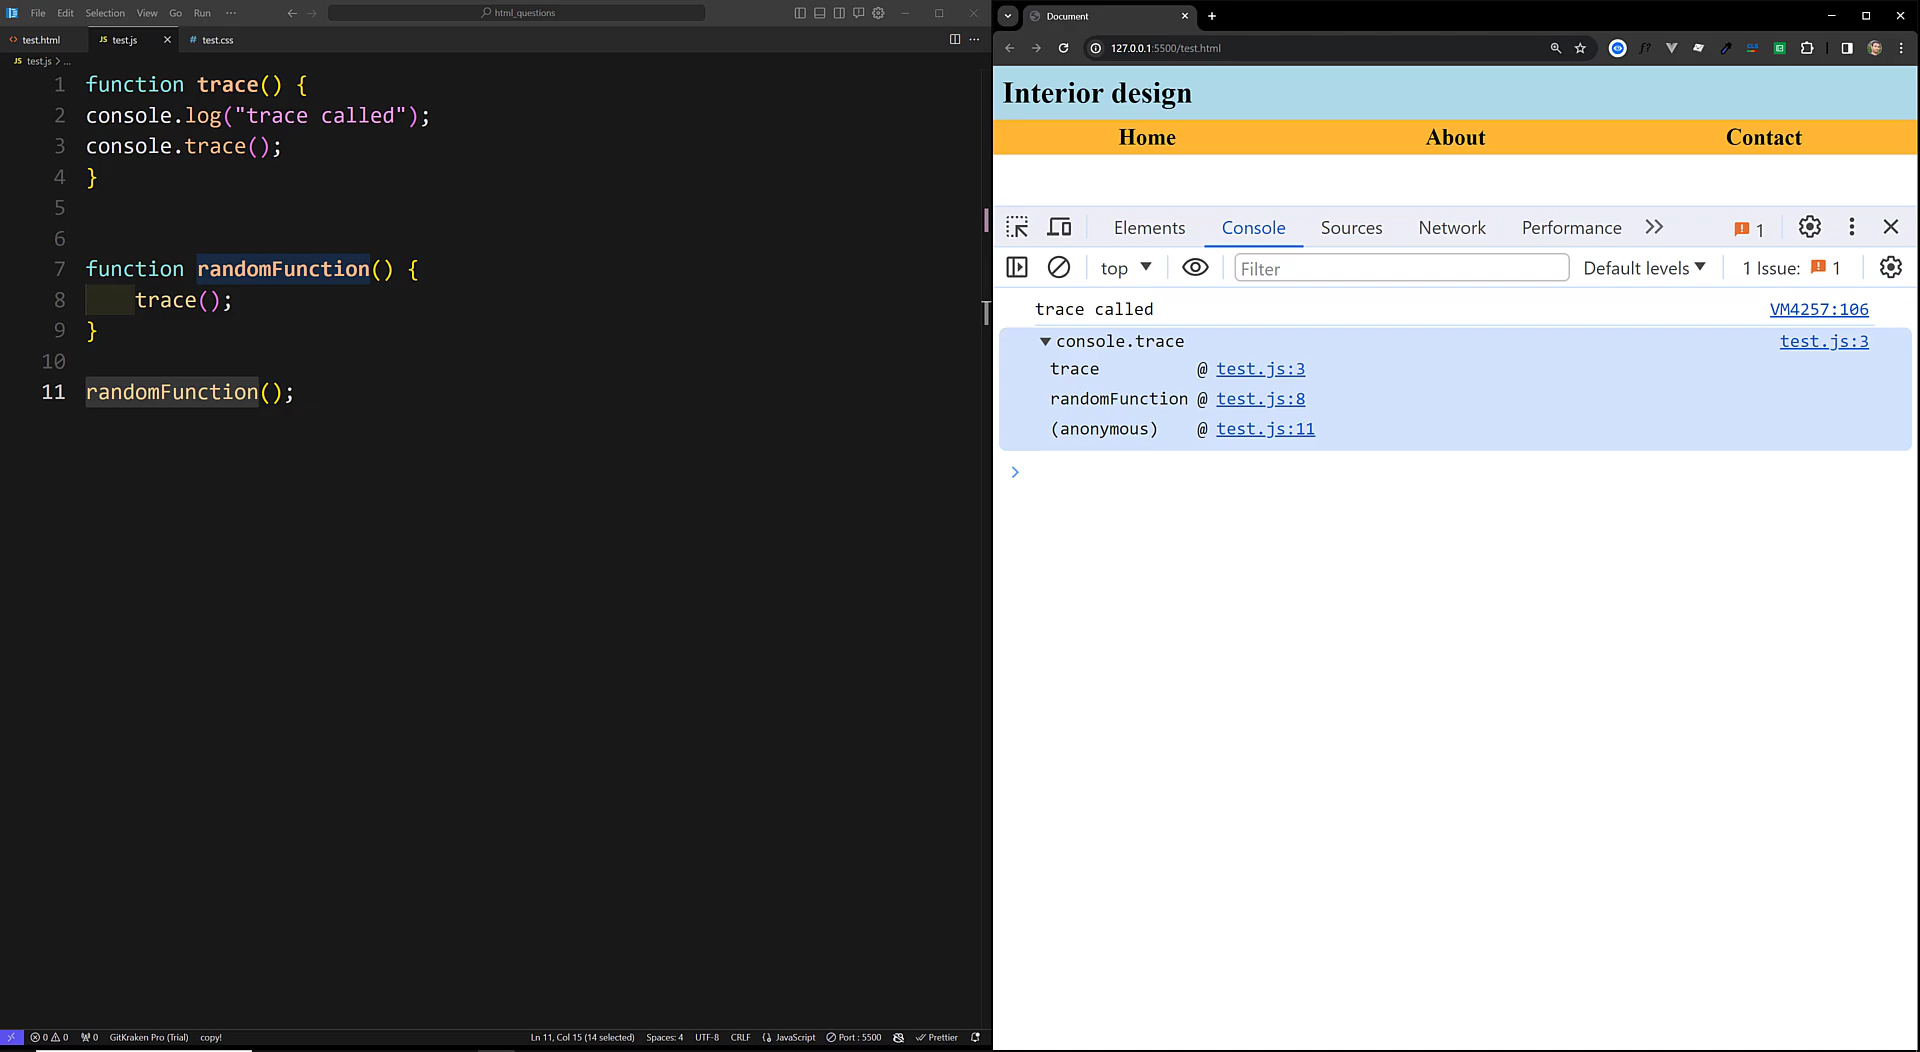 File Edit Selection View Go Run ···
html_questions
test.html
test.js
test.css
JS test.js > ...
1 function trace() {
2 console.log("trace called");
3 console.trace();
4 }
5
6
7 function randomFunction() {
8 trace();
9 }
10
11 randomFunction();
0 0 0 GitKraken Pro (Trial) copy! Ln 11, Col 15 (14 selected) Spaces: 4 UTF-8 CRLF JavaScript Port : 5500 Prettier
Document
127.0.0.1:5500/test.html
Interior design
Home About Contact
Elements Console Sources Network Performance 1
top Filter Default levels 1 Issue: 1
trace called VM4257:106
console.trace test.js:3
trace @ test.js:3
randomFunction @ test.js:8
(anonymous) @ test.js:11